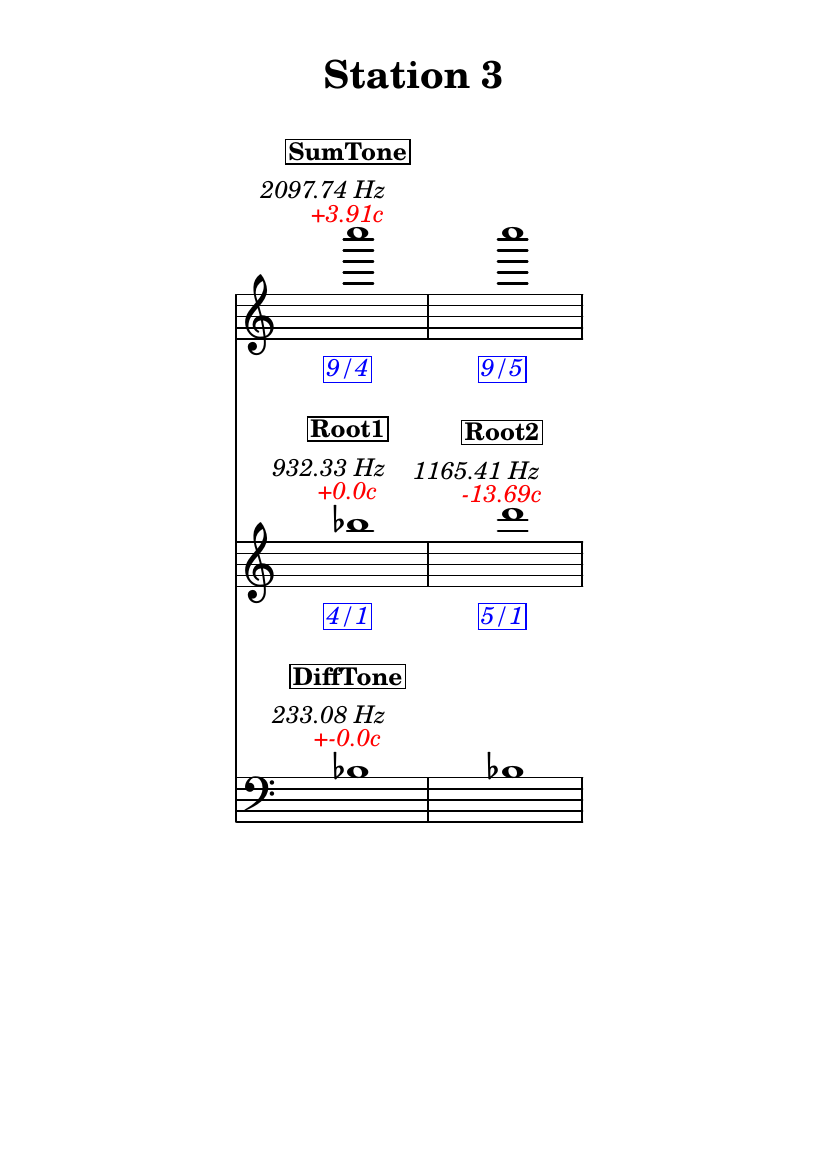 Station 3
SumTone
2097.74 Hz
+3.91c
9/4 9/5
Root1 Root2
932.33 Hz 1165.41 Hz
+0.0c -13.69c
4/1 5/1
DiffTone
233.08 Hz
+-0.0c